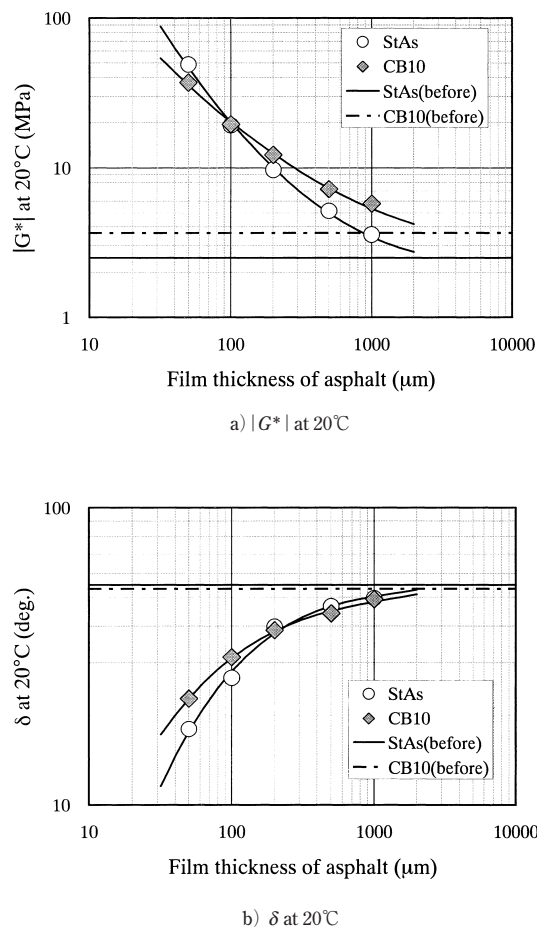 100
10
1
|G*| at 20°C (MPa)
StAs
CB10
StAs(before)
CB10(before)
10 100 1000 10000
Film thickness of asphalt (μm)
a) | G* | at 20℃
100
10
δ at 20°C (deg.)
StAs
CB10
StAs(before)
CB10(before)
10 100 1000 10000
Film thickness of asphalt (μm)
b) δ at 20℃